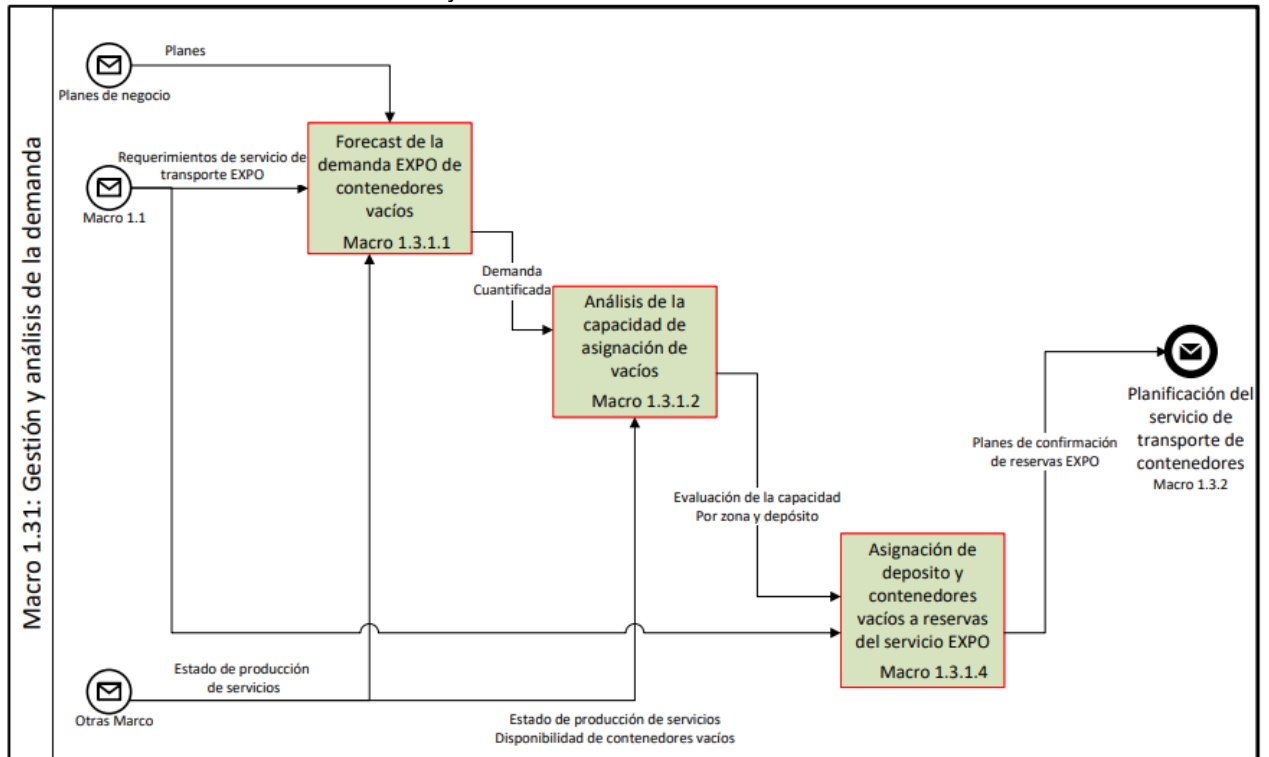 Macro 1.31: Gestión y análisis de la demanda
Planes
Planes de negocio
Requerimientos de servicio de
transporte EXPO
Macro 1.1
Forecast de la
demanda EXPO de
contenedores
vacíos
Macro 1.3.1.1
Demanda
Cuantificada
Análisis de la
capacidad de
asignación de
vacíos
Macro 1.3.1.2
Evaluación de la capacidad
Por zona y depósito
Asignación de
deposito y
contenedores
vacíos a reservas
del servicio EXPO
Macro 1.3.1.4
Planes de confirmación
de reservas EXPO
Planificación del
servicio de
transporte de
contenedores
Macro 1.3.2
Estado de producción
de servicios
Otras Marco
Estado de producción de servicios
Disponibilidad de contenedores vacíos